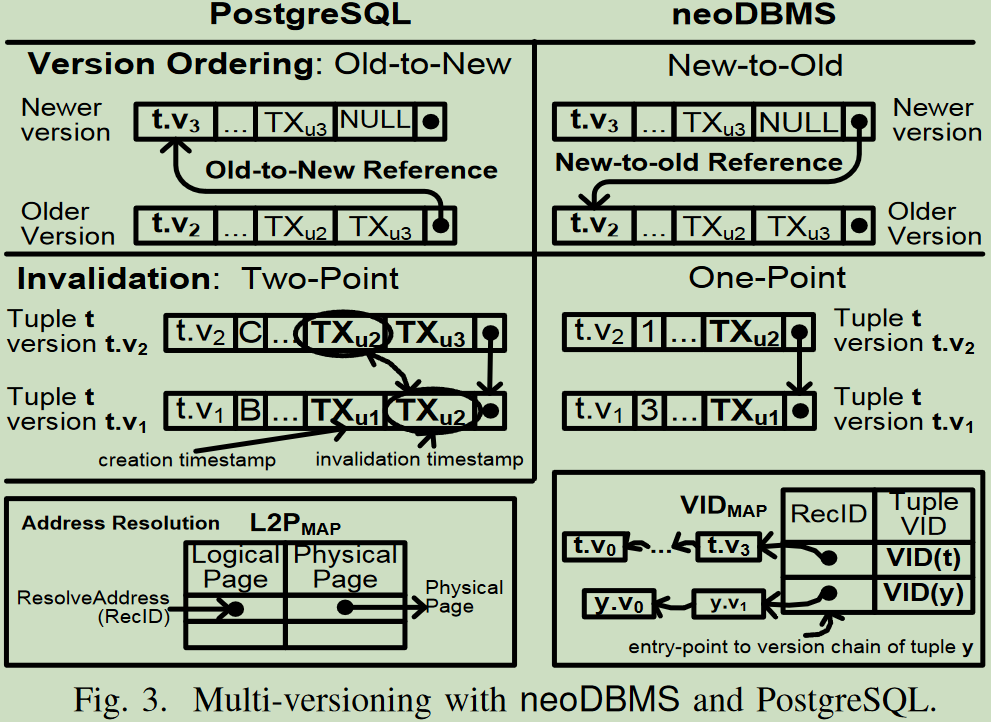 PostgreSQL
neoDBMS
Version Ordering: Old-to-New
New-to-Old
Newer version
t.v3 ... TXu3 NULL
Old-to-New Reference
Older Version
t.v2 ... TXu2 TXu3
t.v3 ... TXu3 NULL
Newer version
New-to-old Reference
t.v2 ... TXu2 TXu3
Older Version
Invalidation: Two-Point
One-Point
Tuple t
version t.v2
t.v2 C ... TXu2 TXu3
Tuple t
version t.v1
t.v1 B ... TXu1 TXu2
creation timestamp
invalidation timestamp
t.v2 1 ... TXu2
Tuple t
version t.v2
t.v1 3 ... TXu1
Tuple t
version t.v1
Address Resolution L2PMAP
Logical Page
Physical Page
ResolveAddress
(RecID)
Physical
Page
VIDMAP
RecID
Tuple VID
t.v0 ... t.v3
VID(t)
y.v0 y.v1
VID(y)
entry-point to version chain of tuple y
Fig. 3. Multi-versioning with neoDBMS and PostgreSQL.